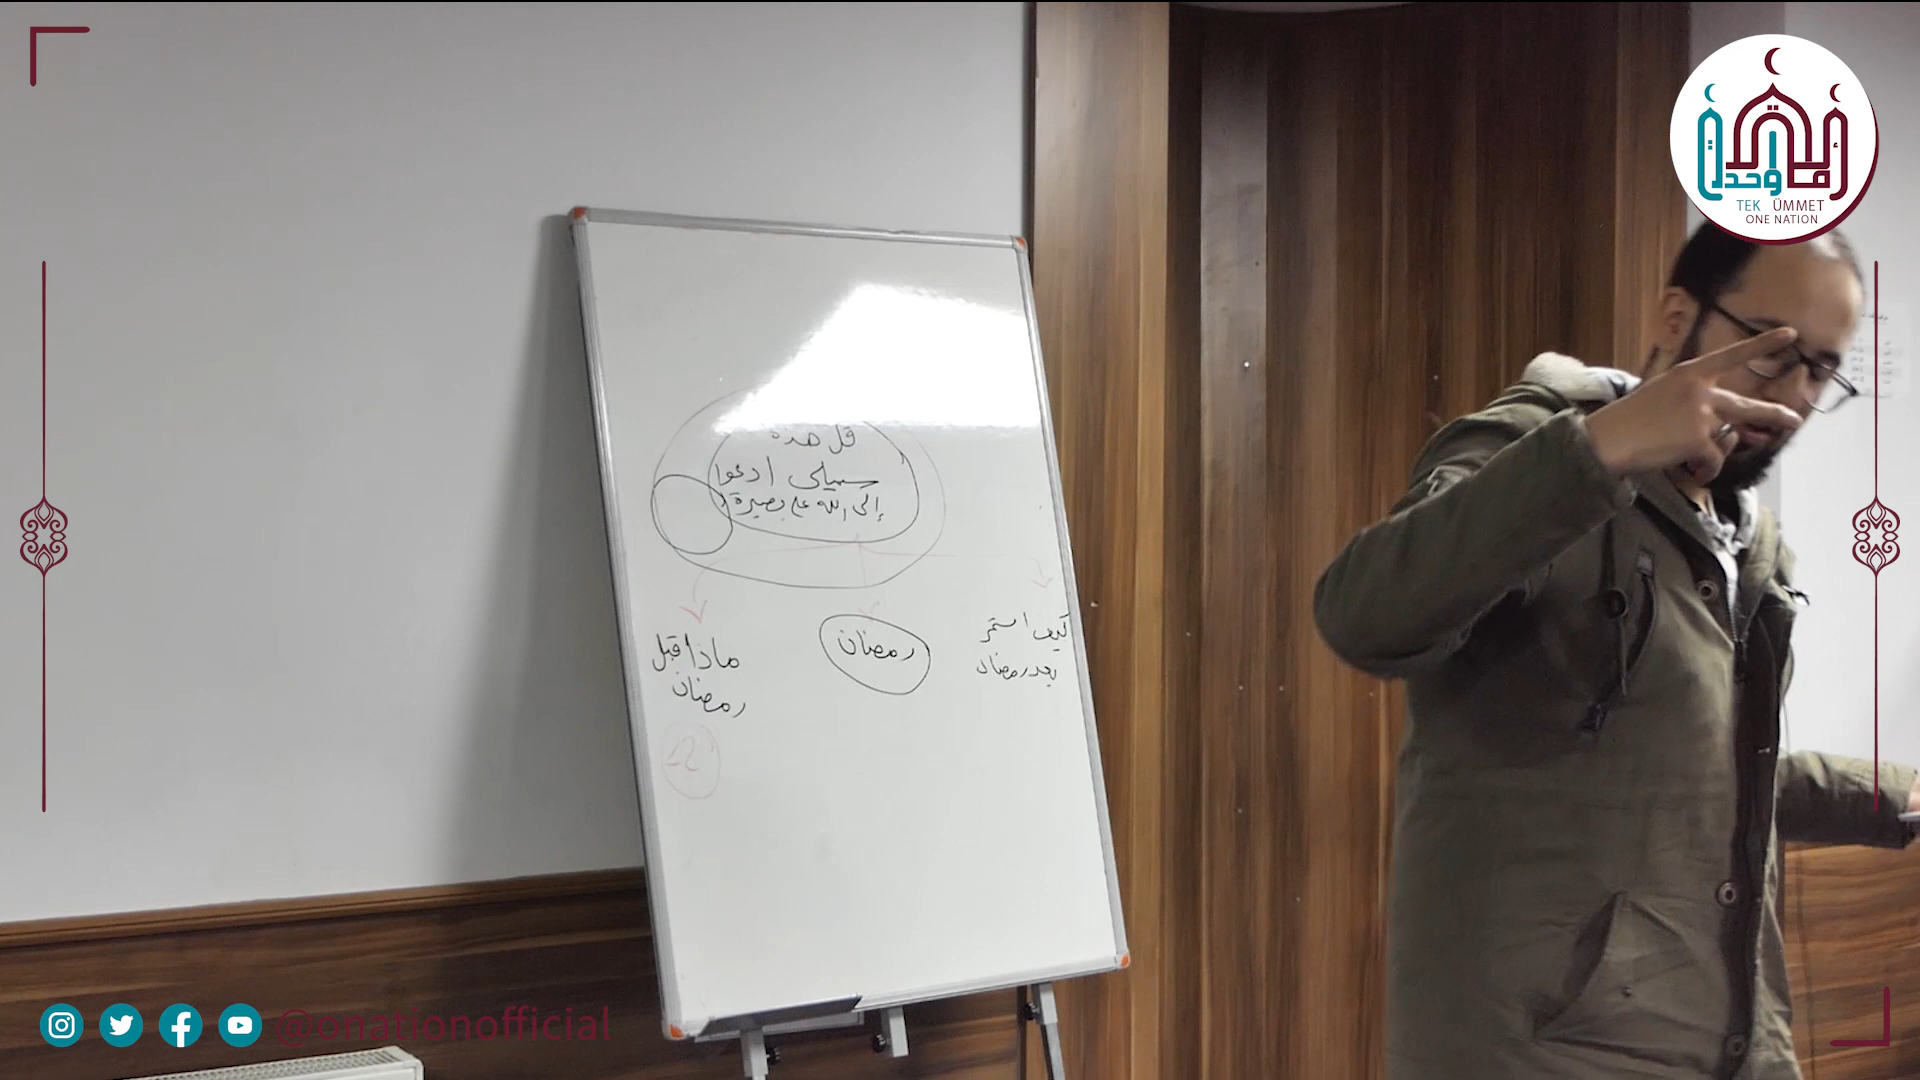 أمة واحدة
TEK ÜMMET
ONE NATION
قل هذه
سبيلي ادعوا
إلى الله على بصيرة
كيف استمر
بعد رمضان
رمضان
ماذا قبل
رمضان
@onationofficial